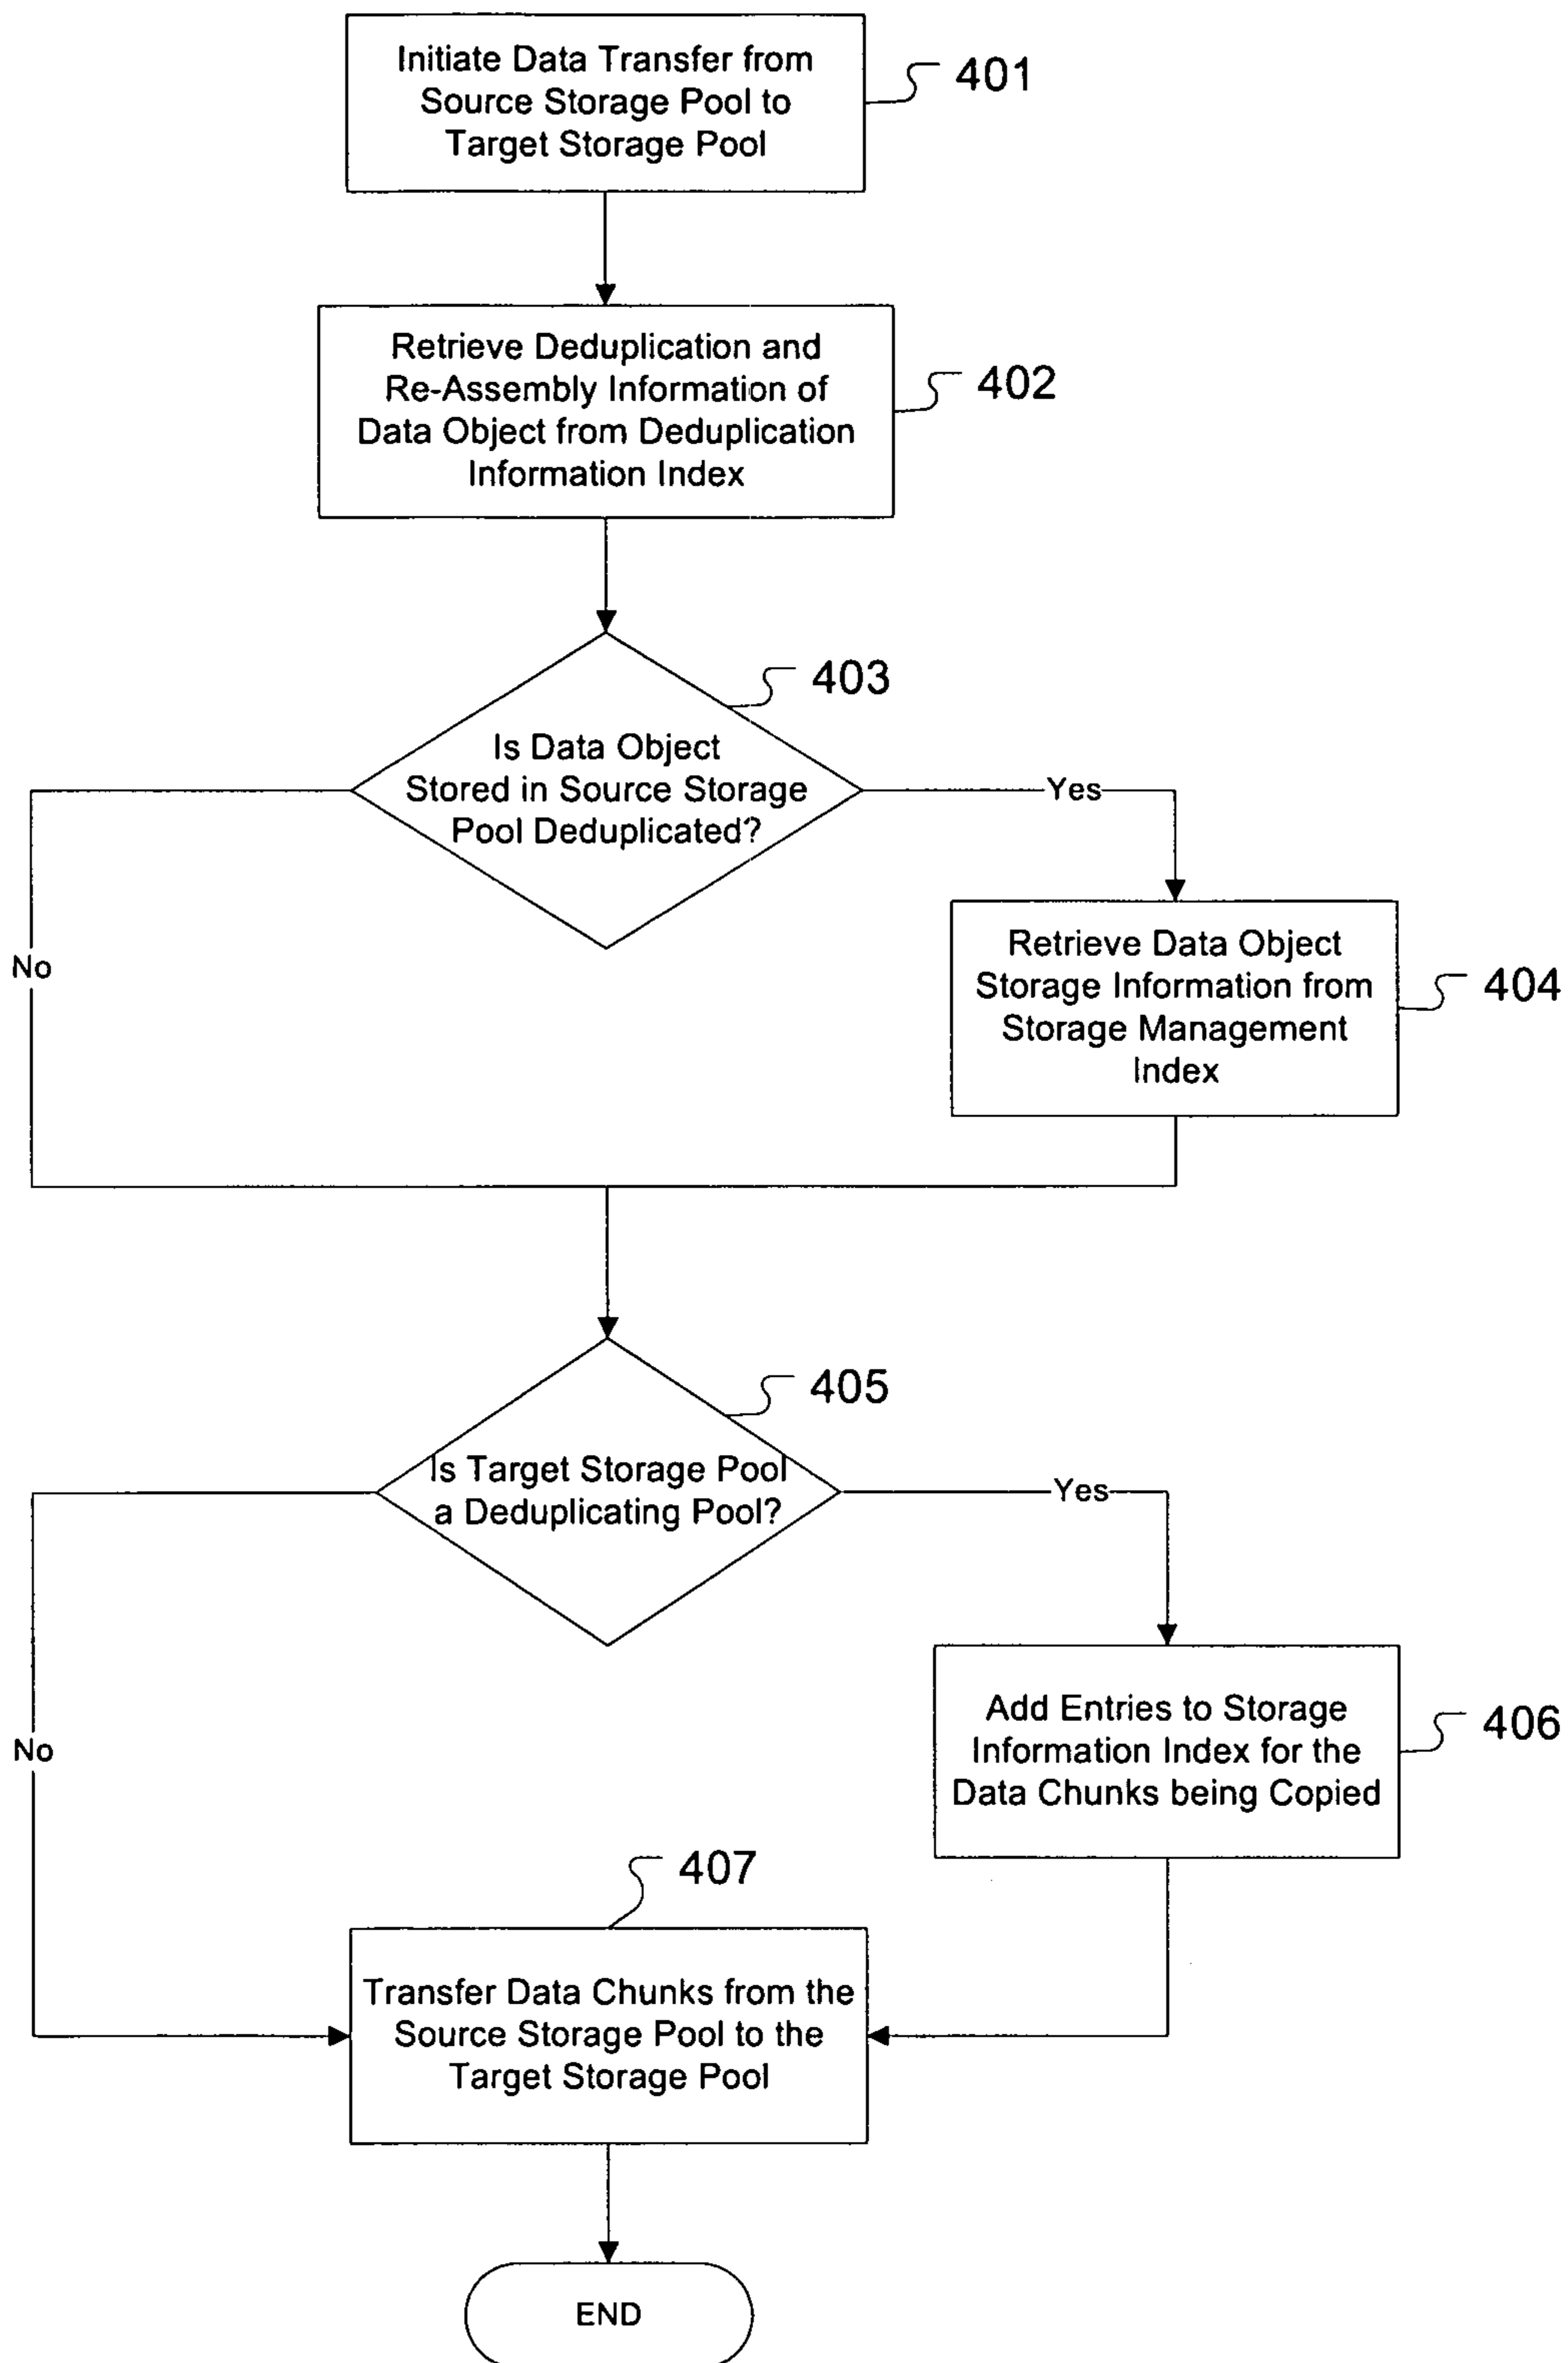 Initiate Data Transfer from
Source Storage Pool to
Target Storage Pool
401
Retrieve Deduplication and
Re-Assembly Information of
Data Object from Deduplication
Information Index
402
403
Is Data Object
Stored in Source Storage
Pool Deduplicated?
Yes
No
Retrieve Data Object
Storage Information from
Storage Management
Index
404
405
Is Target Storage Pool
a Deduplicating Pool?
Yes
No
Add Entries to Storage
Information Index for the
Data Chunks being Copied
406
407
Transfer Data Chunks from the
Source Storage Pool to the
Target Storage Pool
END